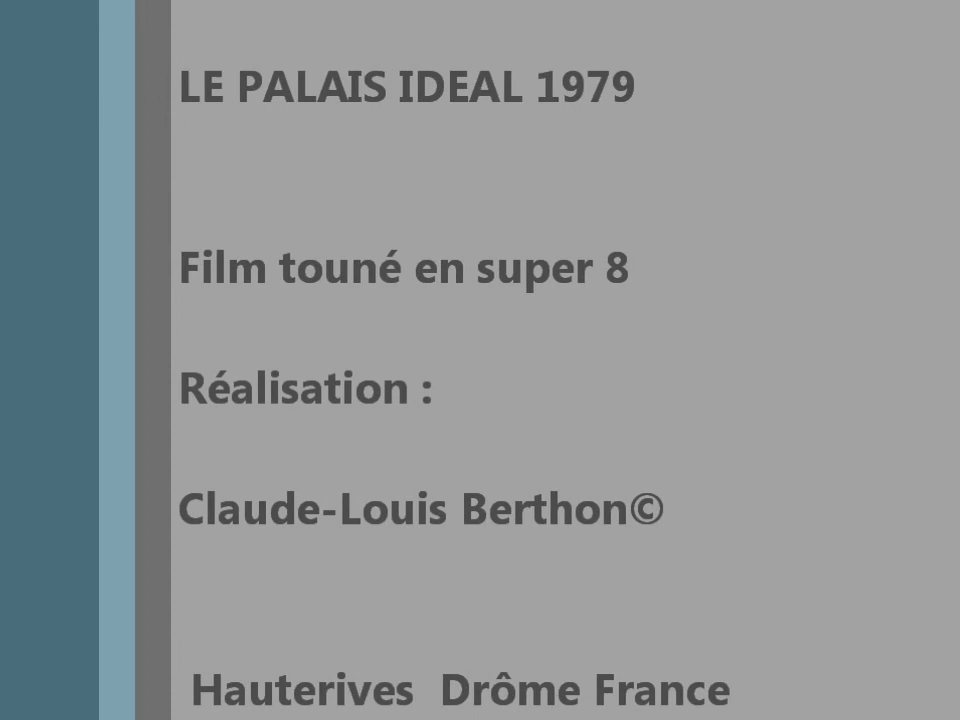 LE PALAIS IDEAL 1979
Film touné en super 8
Réalisation :
Claude-Louis Berthon©
Hauterives Drôme France